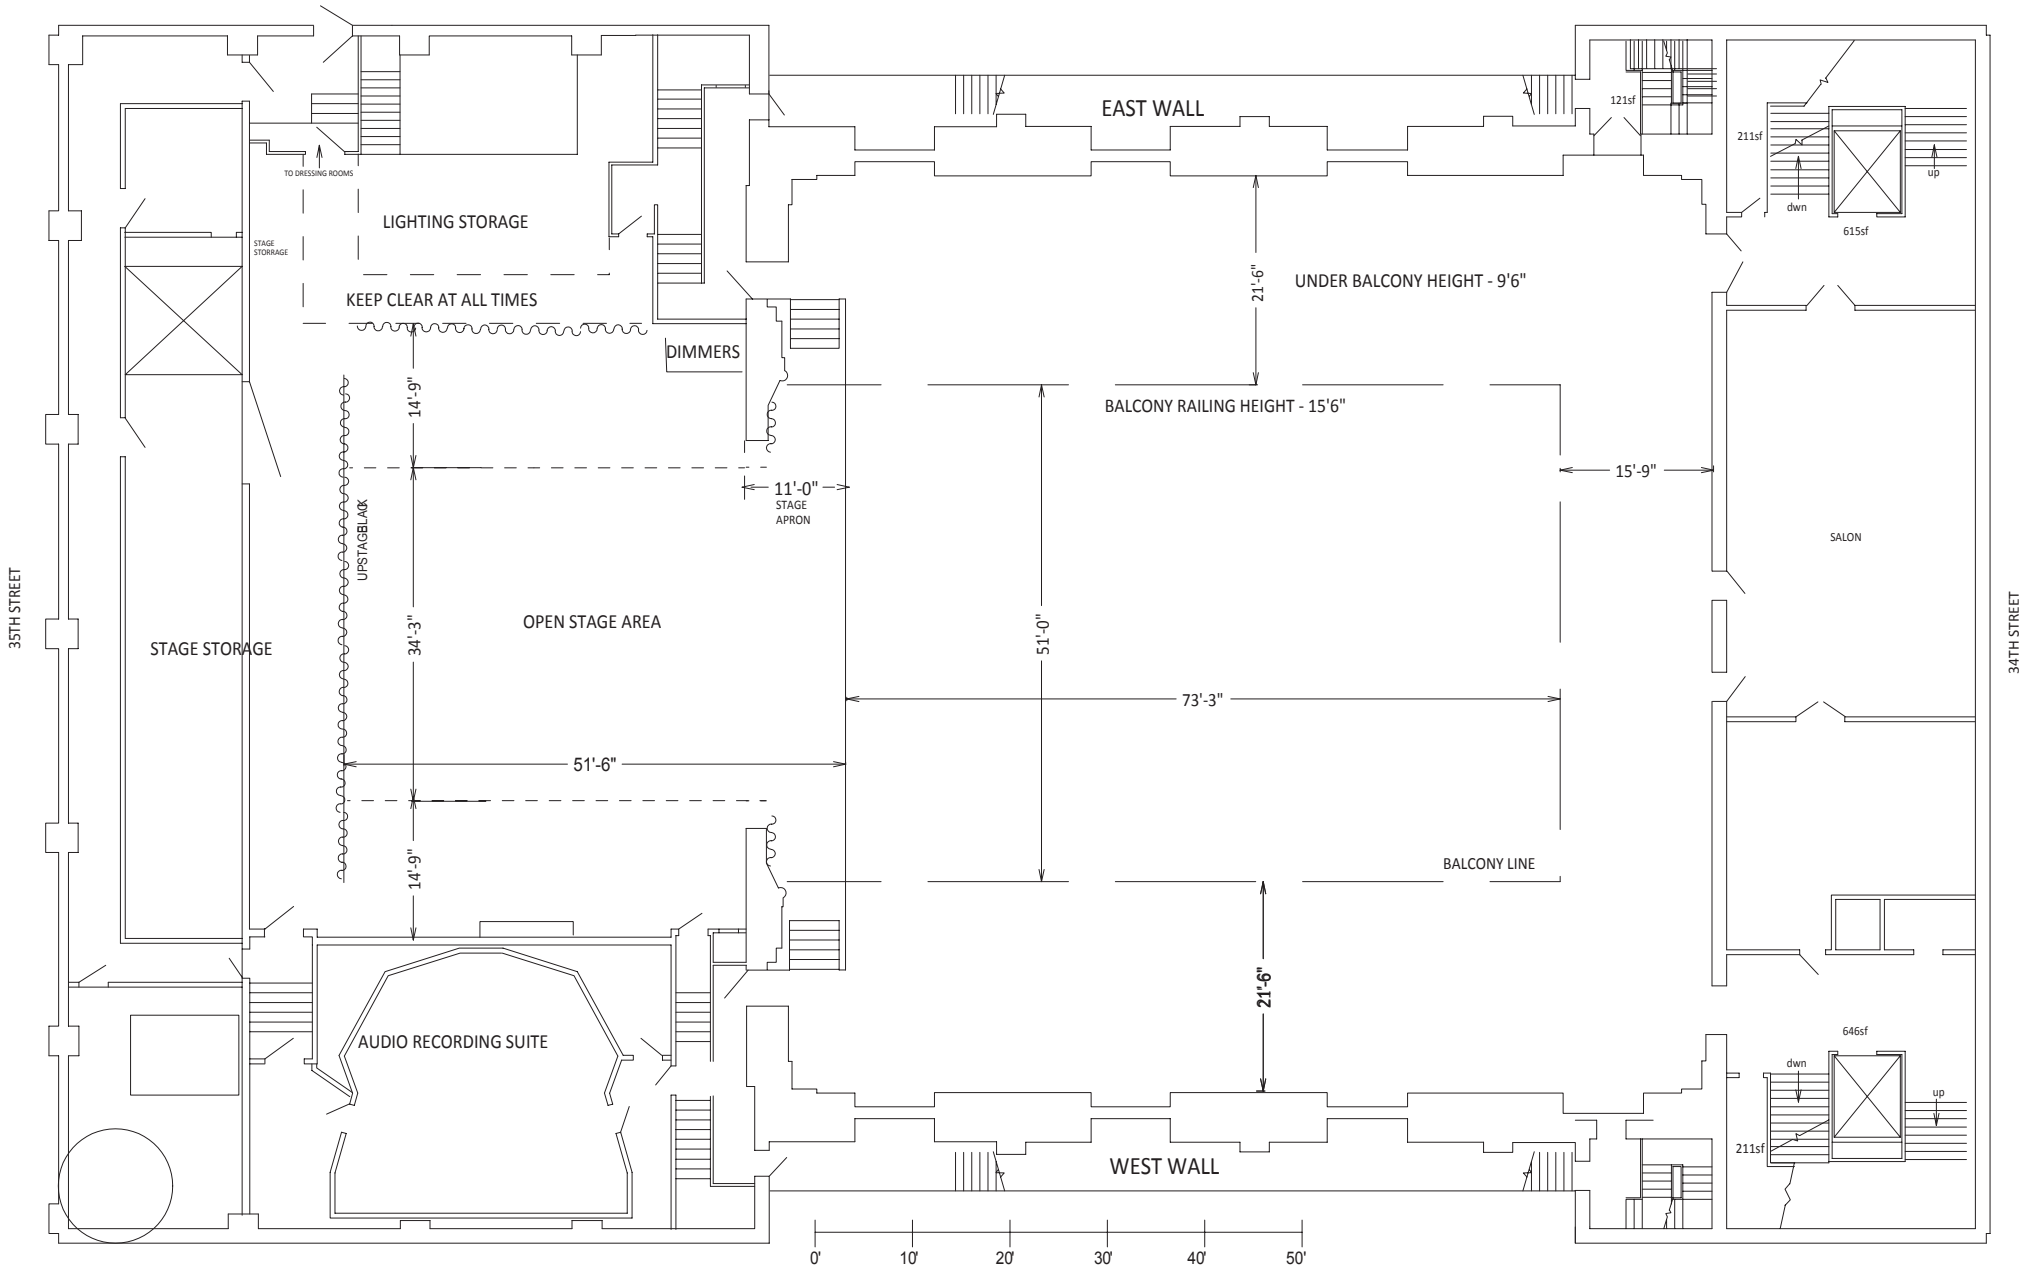 EAST WALL
121sf
211sf
up
dwn
615sf
TO DRESSING ROOMS
LIGHTING STORAGE
STAGE
STORRAGE
KEEP CLEAR AT ALL TIMES
UNDER BALCONY HEIGHT - 9'6"
21'-6"
DIMMERS
14'-9"
BALCONY RAILING HEIGHT - 15'6"
15'-9"
11'-0"
STAGE
APRON
UPSTAGE BLACK
SALON
35TH STREET
34TH STREET
OPEN STAGE AREA
34'-3"
51'-0"
STAGE STORAGE
73'-3"
51'-6"
14'-9"
BALCONY LINE
21'-6"
AUDIO RECORDING SUITE
646sf
dwn
up
211sf
WEST WALL
0' 10' 20' 30' 40' 50'